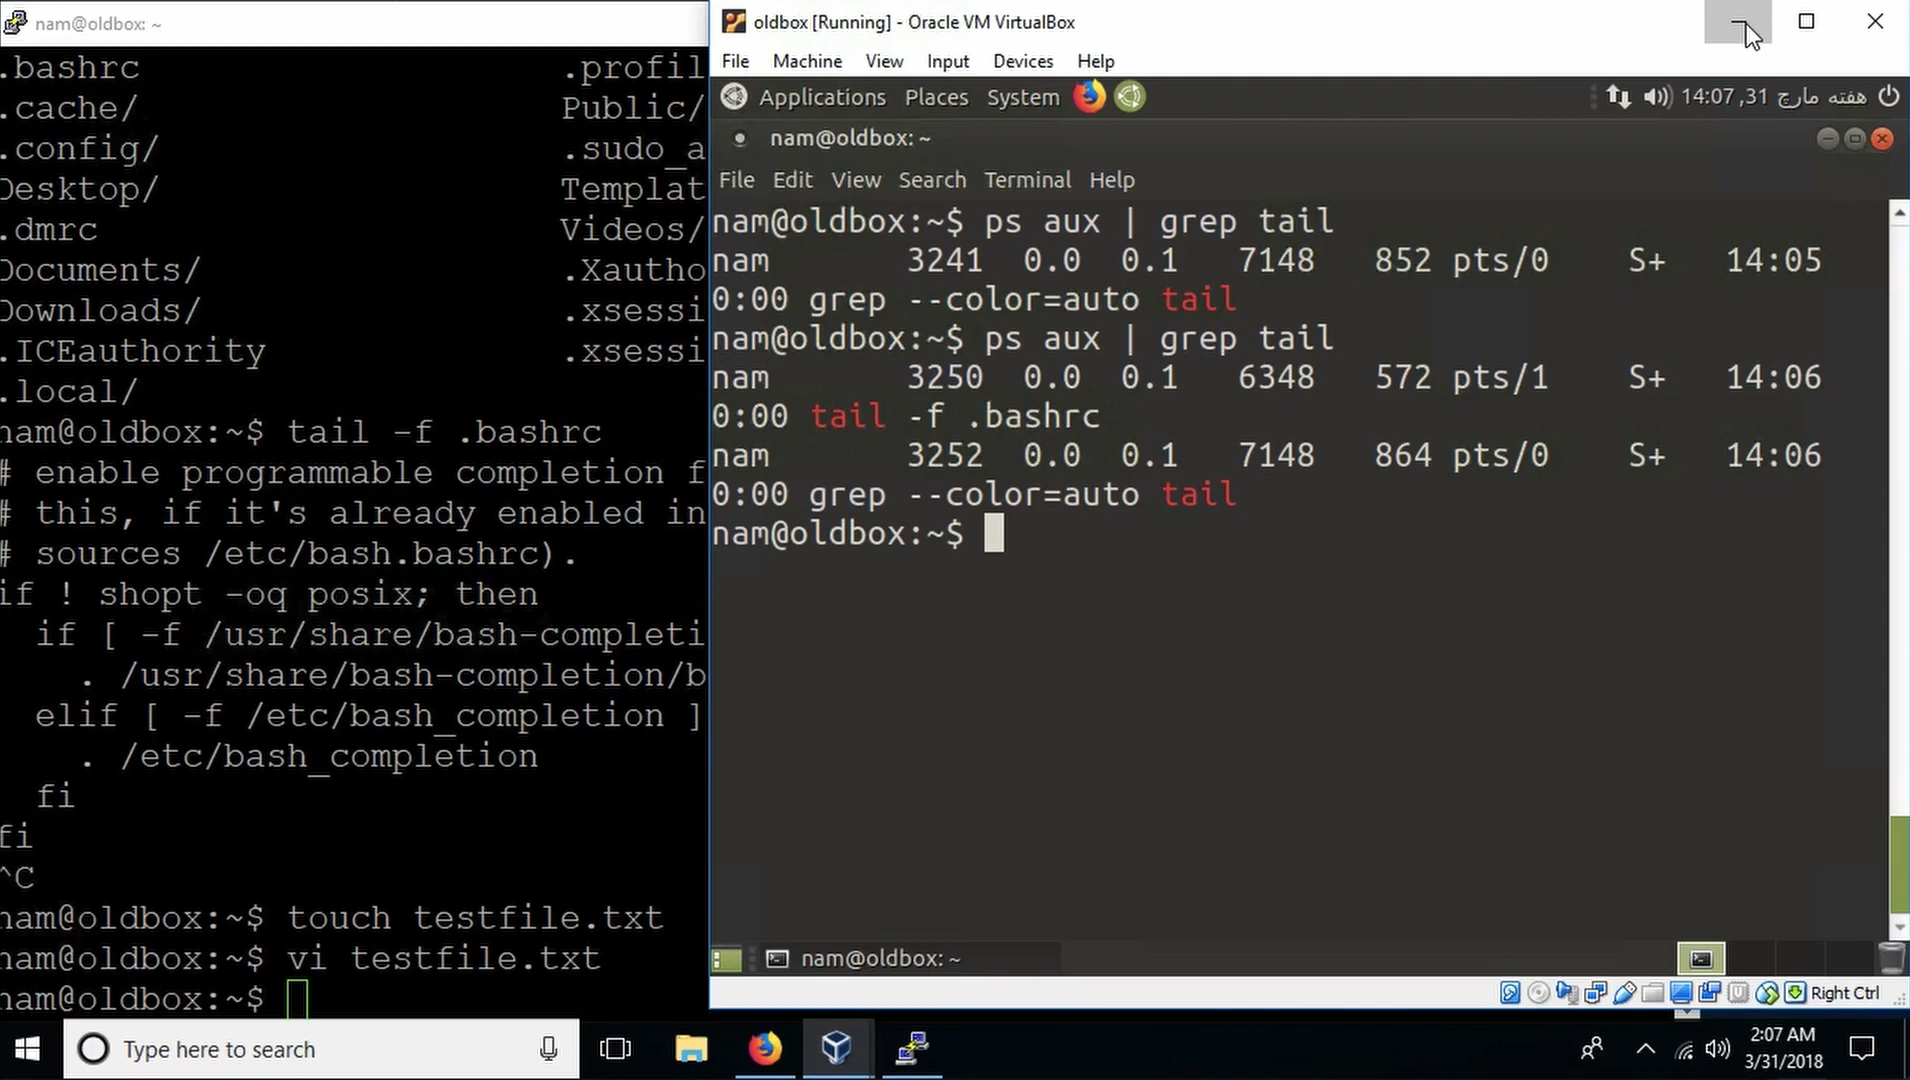 nam@oldbox: ~
.bashrc .profil
.cache/ Public/
.config/ .sudo_a
Desktop/ Templat
.dmrc Videos/
Documents/ .Xautho
Downloads/ .xsessi
.ICEauthority .xsessi
.local/
nam@oldbox:~$ tail -f .bashrc
# enable programmable completion f
# this, if it's already enabled in
# sources /etc/bash.bashrc).
if ! shopt -oq posix; then
if [ -f /usr/share/bash-completi
. /usr/share/bash-completion/b
elif [ -f /etc/bash_completion ]
. /etc/bash_completion
fi
fi
^C
nam@oldbox:~$ touch testfile.txt
nam@oldbox:~$ vi testfile.txt
nam@oldbox:~$
oldbox [Running] - Oracle VM VirtualBox
File Machine View Input Devices Help
Applications Places System هفته مارچ 31, 14:07
nam@oldbox: ~
File Edit View Search Terminal Help
nam@oldbox:~$ ps aux | grep tail
nam 3241 0.0 0.1 7148 852 pts/0 S+ 14:05
0:00 grep --color=auto tail
nam@oldbox:~$ ps aux | grep tail
nam 3250 0.0 0.1 6348 572 pts/1 S+ 14:06
0:00 tail -f .bashrc
nam 3252 0.0 0.1 7148 864 pts/0 S+ 14:06
0:00 grep --color=auto tail
nam@oldbox:~$
nam@oldbox: ~
Right Ctrl
Type here to search
2:07 AM
3/31/2018